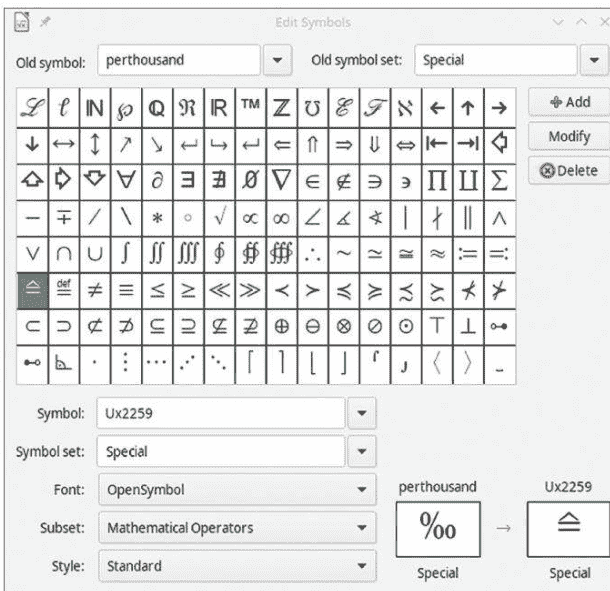 Edit Symbols
Old symbol: perthousand Old symbol set: Special
ℒ ℓ ℕ ℘ ℚ ℜ ℝ ™ ℤ ℧ ℰ ℱ ℵ ← ↑ →
↓ ↔ ↕ ↗ ↘ ↵ ↪ ↵ ⇐ ⇑ ⇒ ⇓ ⇔ ⇤ ⇥ ⇦
⇧ ⇨ ⇩ ∀ ∂ ∃ ∄ ∅ ∇ ∈ ∉ ∋ ∍ ∏ ∐ ∑
− ∓ ∕ ∖ ∗ ∘ √ ∝ ∞ ∠ ∡ ∢ ∣ ∤ ∥ ∧
∨ ∩ ∪ ∫ ∬ ∭ ∮ ∯ ∰ ∴ ∼ ≃ ≅ ≈ ≔ ≕
≙ ≝ ≠ ≡ ≤ ≥ ≪ ≫ ≺ ≻ ≼ ≽ ≾ ≿ ⊀ ⊁
⊂ ⊃ ⊄ ⊅ ⊆ ⊇ ⊈ ⊉ ⊕ ⊖ ⊗ ⊘ ⊙ ⊤ ⊥ ⊶
⊷ ⊾ ⋅ ⋮ ⋯ ⋰ ⋱ ⌈ ⌉ ⌊ ⌋ 〈 〉
Add
Modify
Delete
Symbol: Ux2259
Symbol set: Special
Font: OpenSymbol
Subset: Mathematical Operators
Style: Standard
perthousand Ux2259
‰ → ≙
Special Special